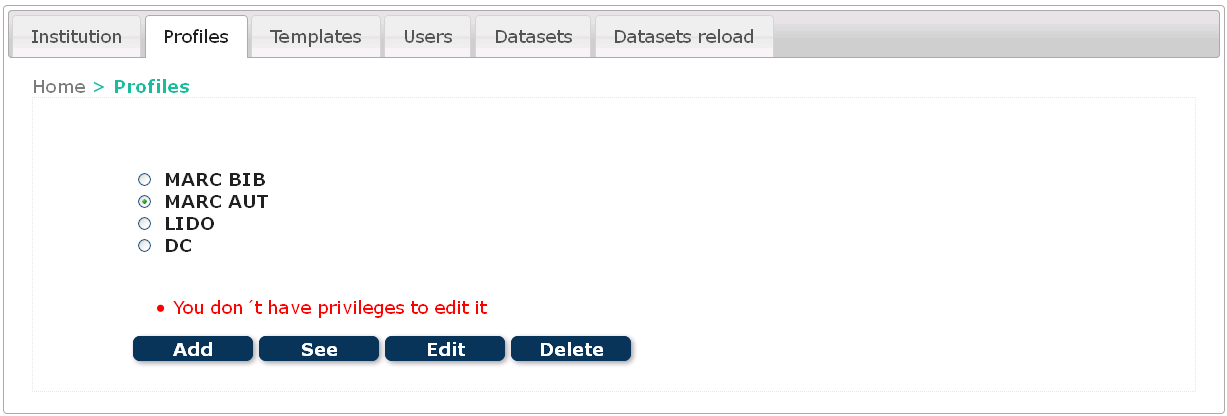 Institution Profiles Templates Users Datasets Datasets reload
Home > Profiles
MARC BIB
MARC AUT
LIDO
DC
• You don´t have privileges to edit it
Add See Edit Delete